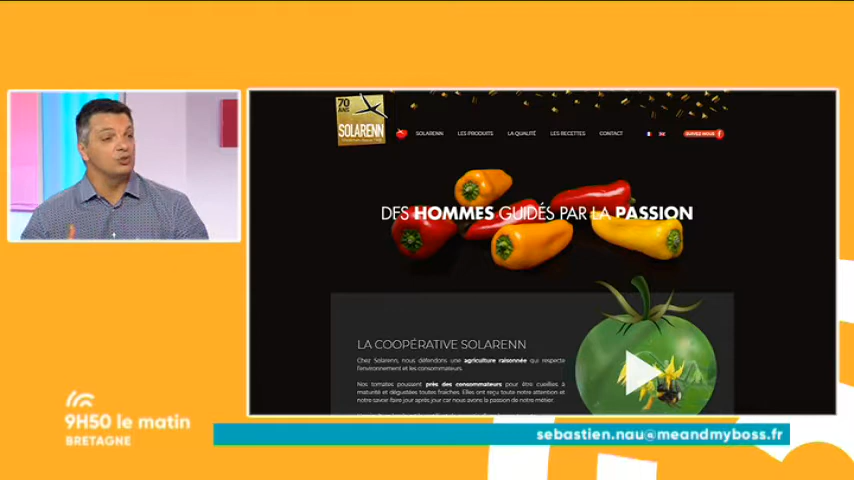 70
ANS
SOLARENN
SOLARENN LES PRODUITS LA QUALITÉ LES RECETTES CONTACT SUIVEZ-NOUS f
DES HOMMES GUIDÉS PAR LA PASSION
LA COOPÉRATIVE SOLARENN
Chez Solarenn, nous défendons une agriculture raisonnée qui respecte
l'environnement et les consommateurs.
Nos tomates poussent près des consommateurs pour être cueillies à
maturité et dégustées toutes fraîches. Elles ont reçu toute notre attention et
notre savoir faire jour après jour car nous avons la passion de notre métier.
9H50 le matin
BRETAGNE
sebastien.nau@meandmyboss.fr